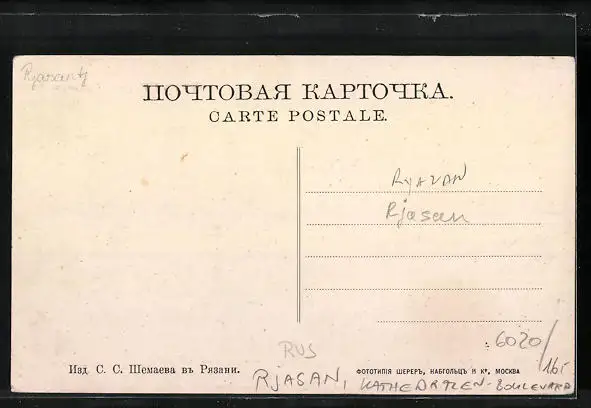 Rjasan
ПОЧТОВАЯ КАРТОЧКА.
CARTE POSTALE.
RYAZAN
Rjasan
6020/
16,-
RUS
Изд. С. С. Шемаева въ Рязани.
ФОТОТИПІЯ ШЕРЕРЪ, НАБГОЛЬЦЪ И Кº, МОСКВА
RJASAN, KATHEDRALEN-BOULEVARD